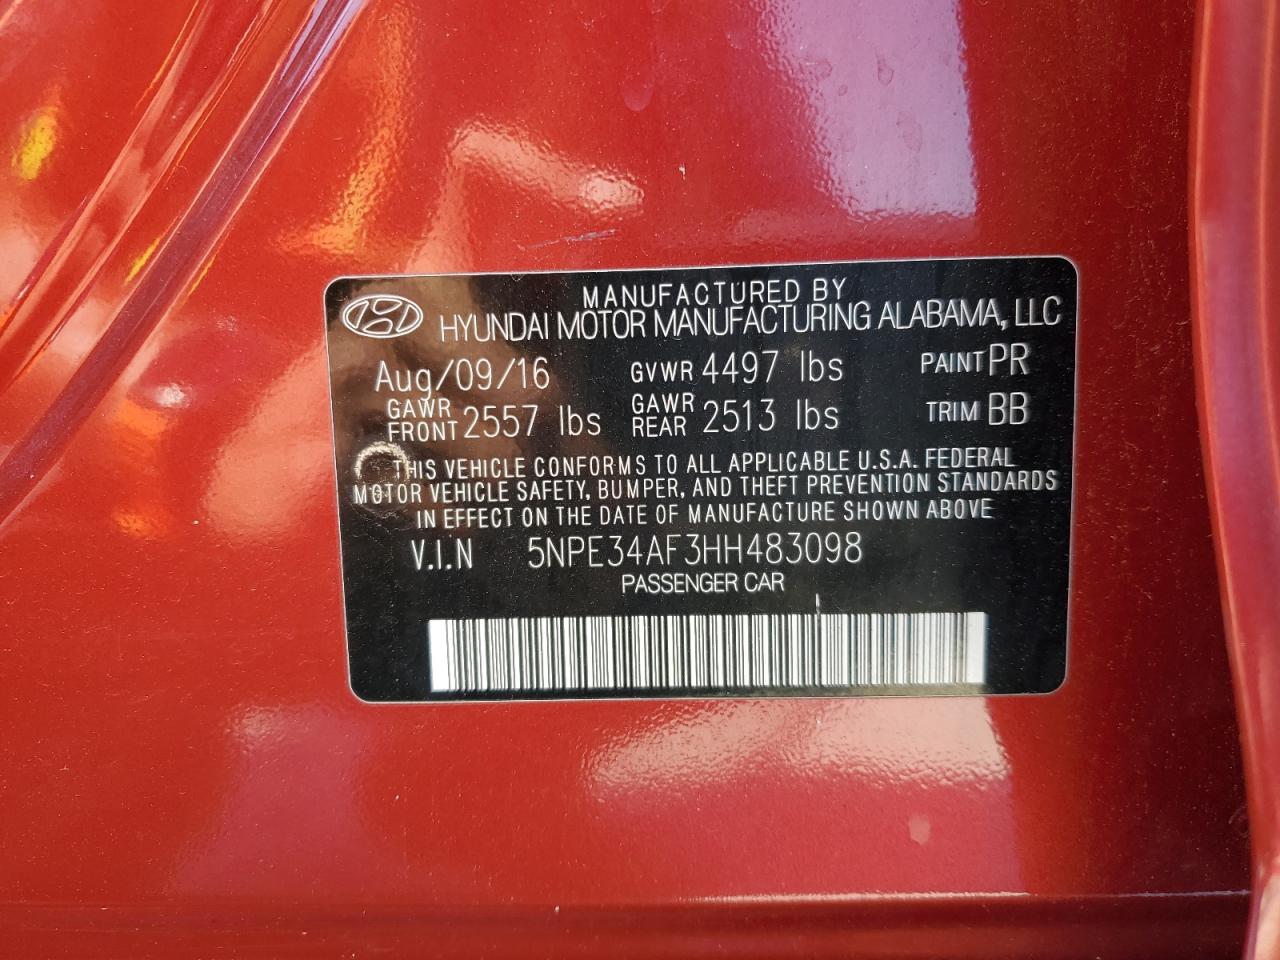 MANUFACTURED BY
HYUNDAI MOTOR MANUFACTURING ALABAMA, LLC
Aug/09/16 GVWR 4497 lbs PAINT PR
GAWR FRONT 2557 lbs GAWR REAR 2513 lbs TRIM BB
THIS VEHICLE CONFORMS TO ALL APPLICABLE U.S.A. FEDERAL
MOTOR VEHICLE SAFETY, BUMPER, AND THEFT PREVENTION STANDARDS
IN EFFECT ON THE DATE OF MANUFACTURE SHOWN ABOVE
V.I.N 5NPE34AF3HH483098
PASSENGER CAR